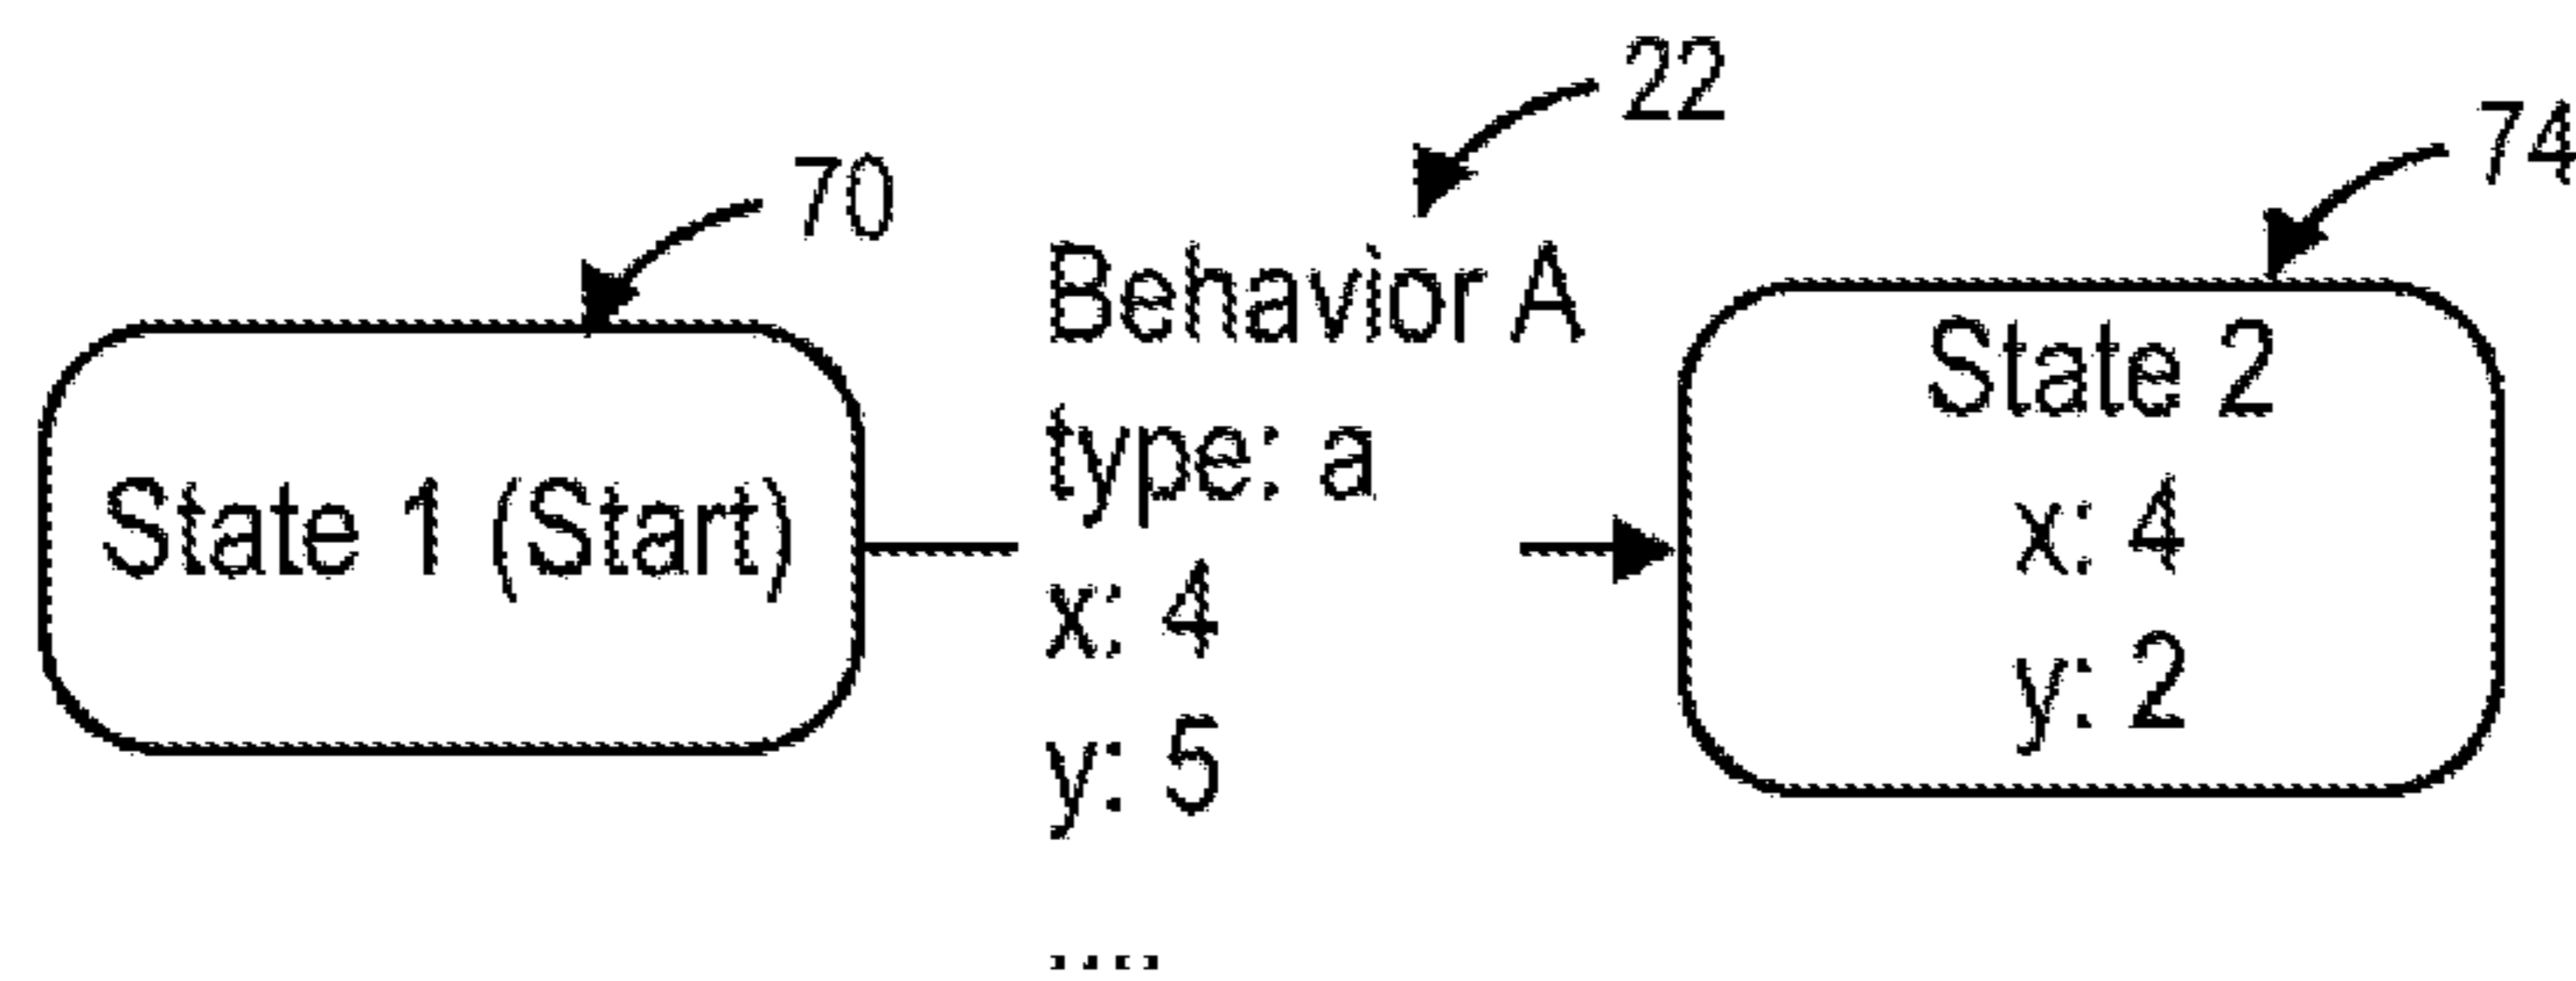 22
74
70
Behavior A
State 2
type: a
State 1 (Start)
x: 4
x: 4
y: 2
y: 5
....